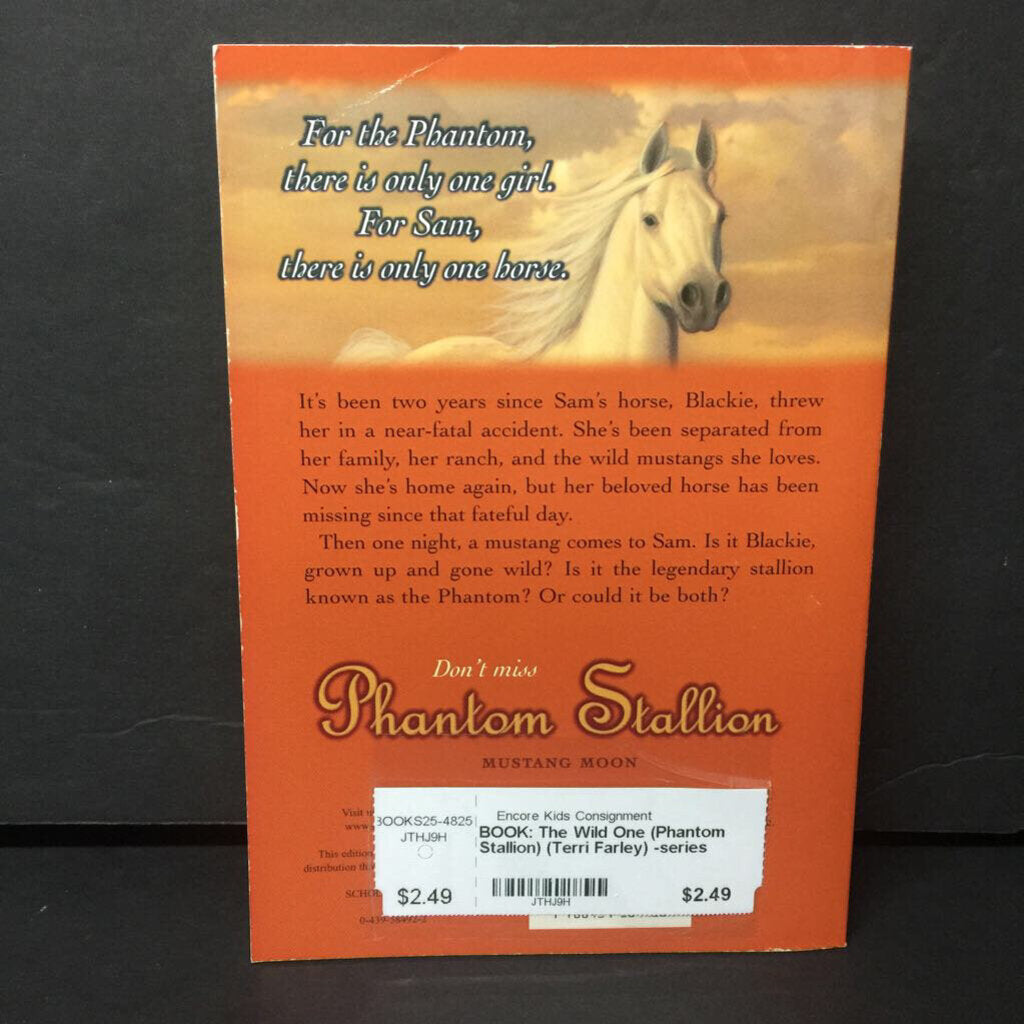 For the Phantom,
there is only one girl.
For Sam,
there is only one horse.
It's been two years since Sam's horse, Blackie, threw
her in a near-fatal accident. She's been separated from
her family, her ranch, and the wild mustangs she loves.
Now she's home again, but her beloved horse has been
missing since that fateful day.
Then one night, a mustang comes to Sam. Is it Blackie,
grown up and gone wild? Is it the legendary stallion
known as the Phantom? Or could it be both?
Don't miss
Phantom Stallion
MUSTANG MOON
Visit
www.
This edition
distribution
BOOKS25-4825
JTHJ9H
$2.49
Encore Kids Consignment
BOOK: The Wild One (Phantom
Stallion) (Terri Farley) -series
JTHJ9H
$2.49